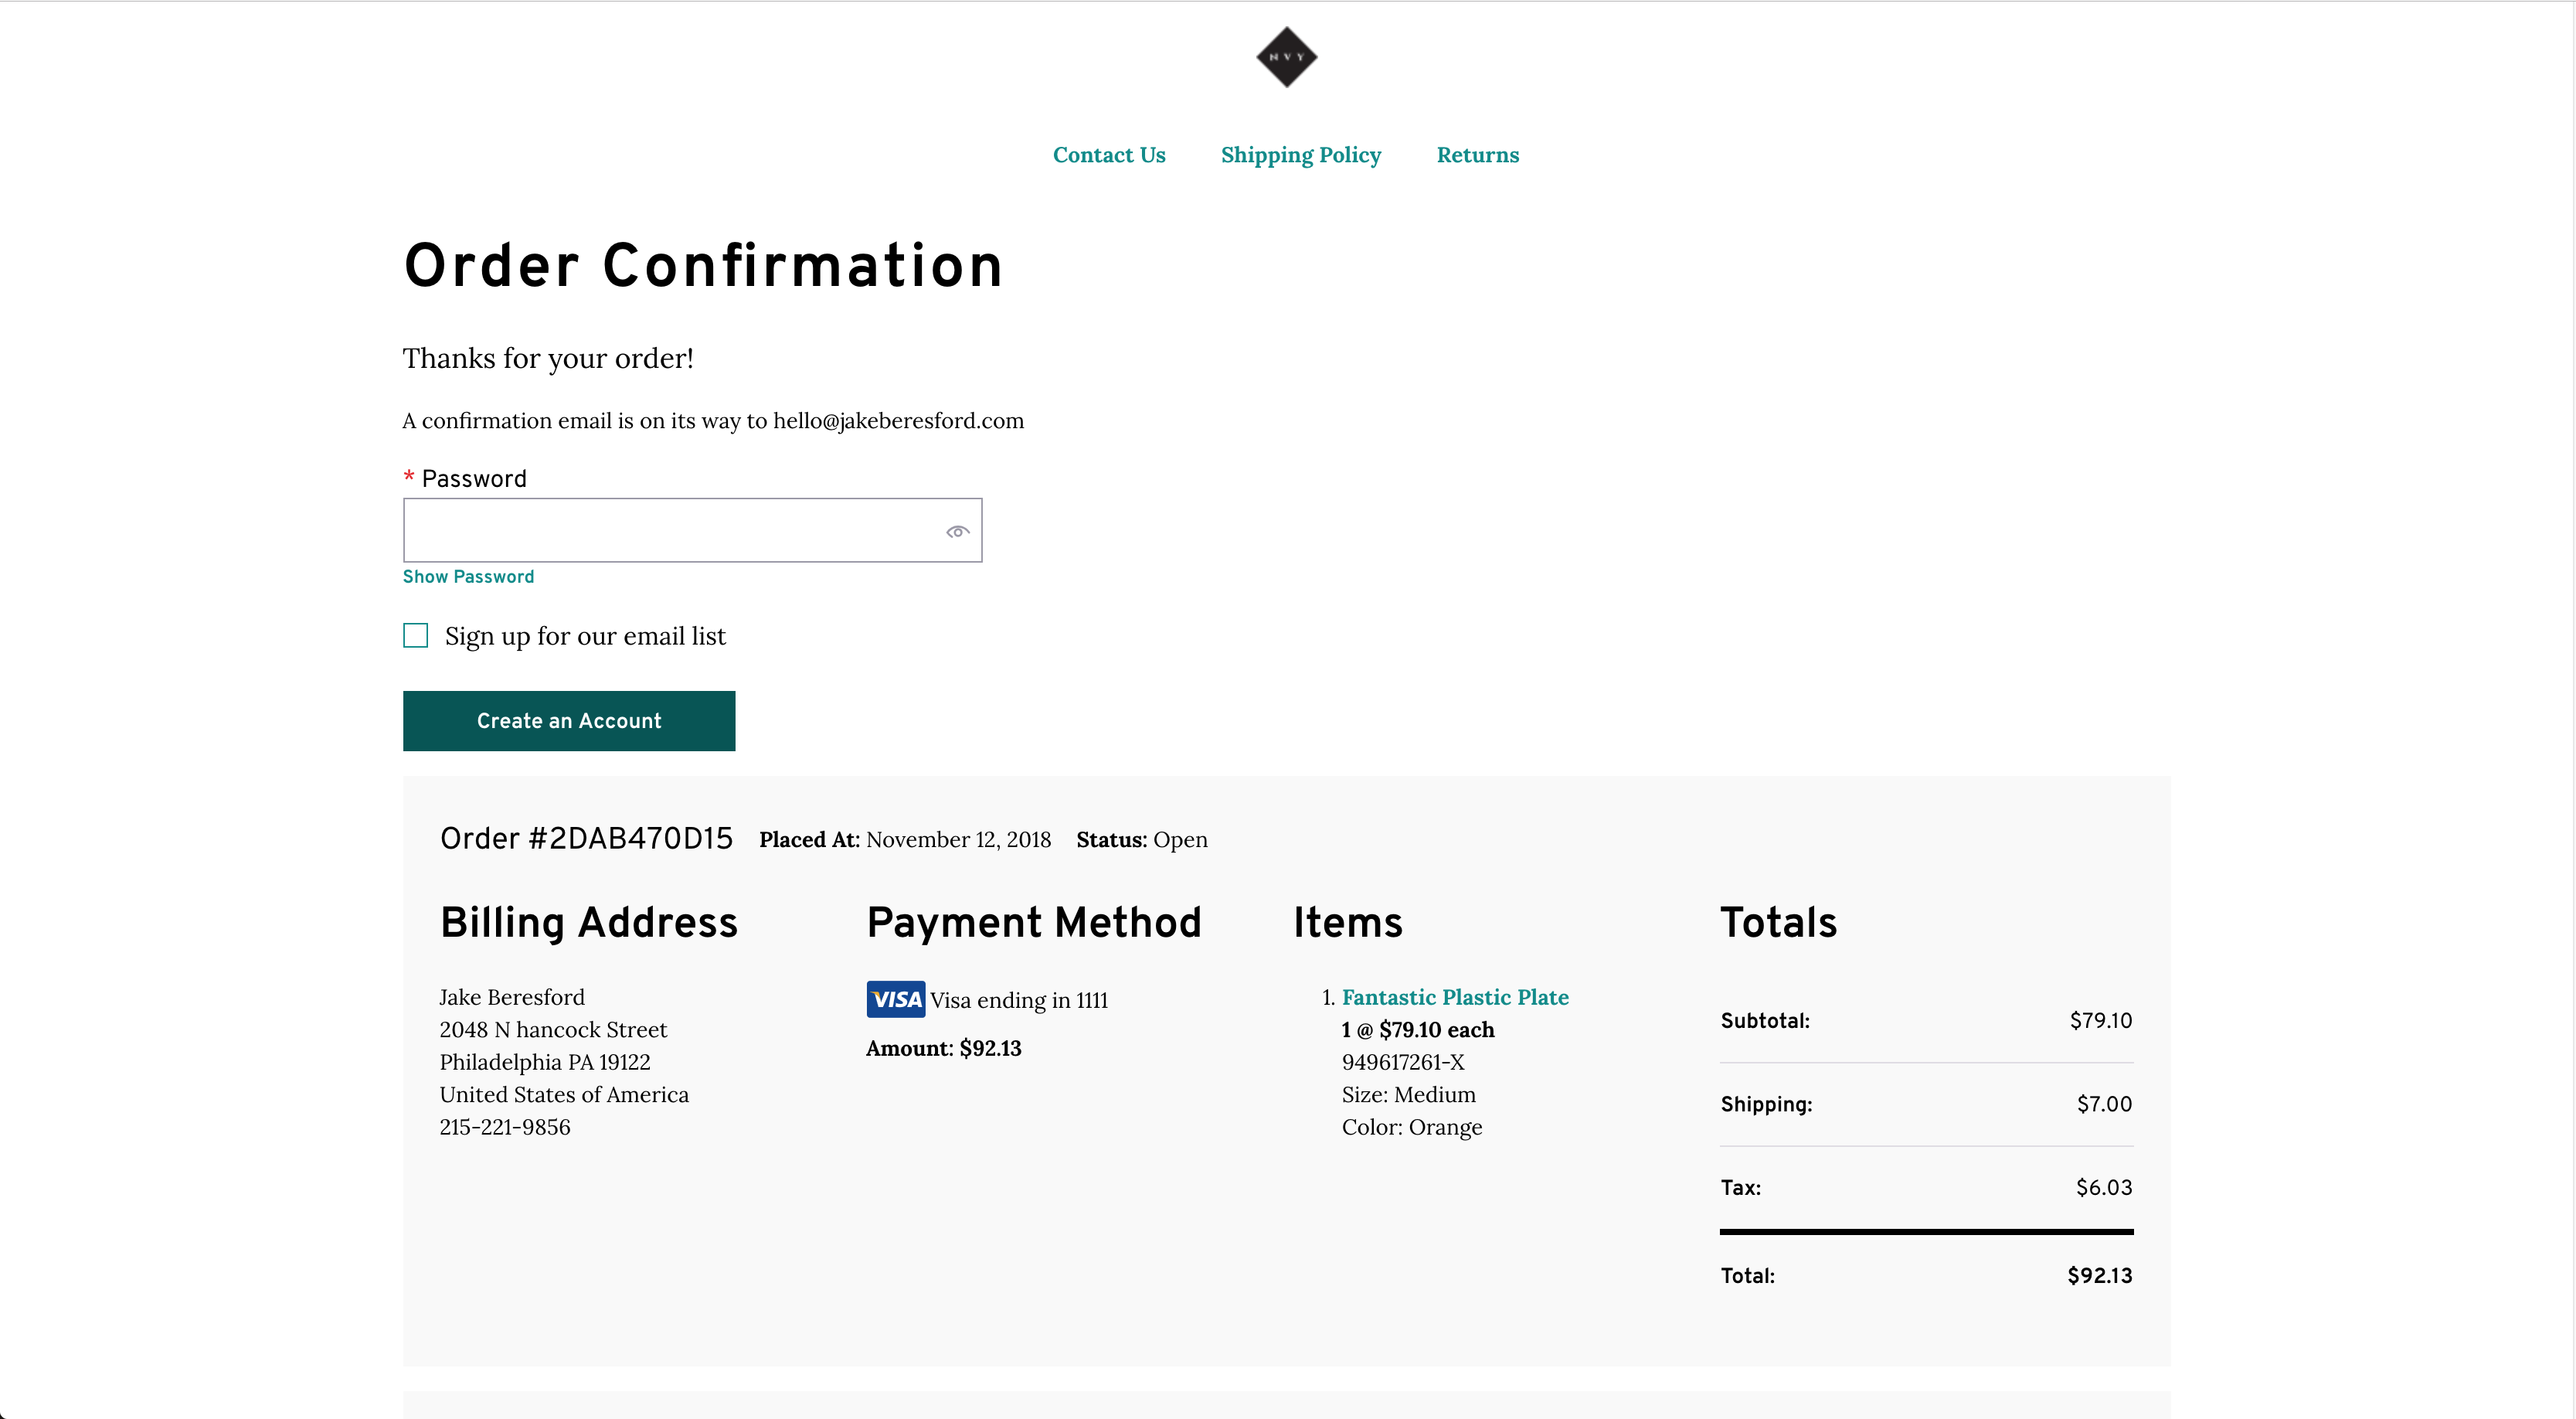 NVY
Contact Us Shipping Policy Returns
Order Confirmation
Thanks for your order!
A confirmation email is on its way to hello@jakeberesford.com
* Password
Show Password
Sign up for our email list
Create an Account
Order #2DAB470D15 Placed At: November 12, 2018 Status: Open
Billing Address
Jake Beresford
2048 N hancock Street
Philadelphia PA 19122
United States of America
215-221-9856
Payment Method
VISA Visa ending in 1111
Amount: $92.13
Items
1. Fantastic Plastic Plate
1 @ $79.10 each
949617261-X
Size: Medium
Color: Orange
Totals
Subtotal: $79.10
Shipping: $7.00
Tax: $6.03
Total: $92.13